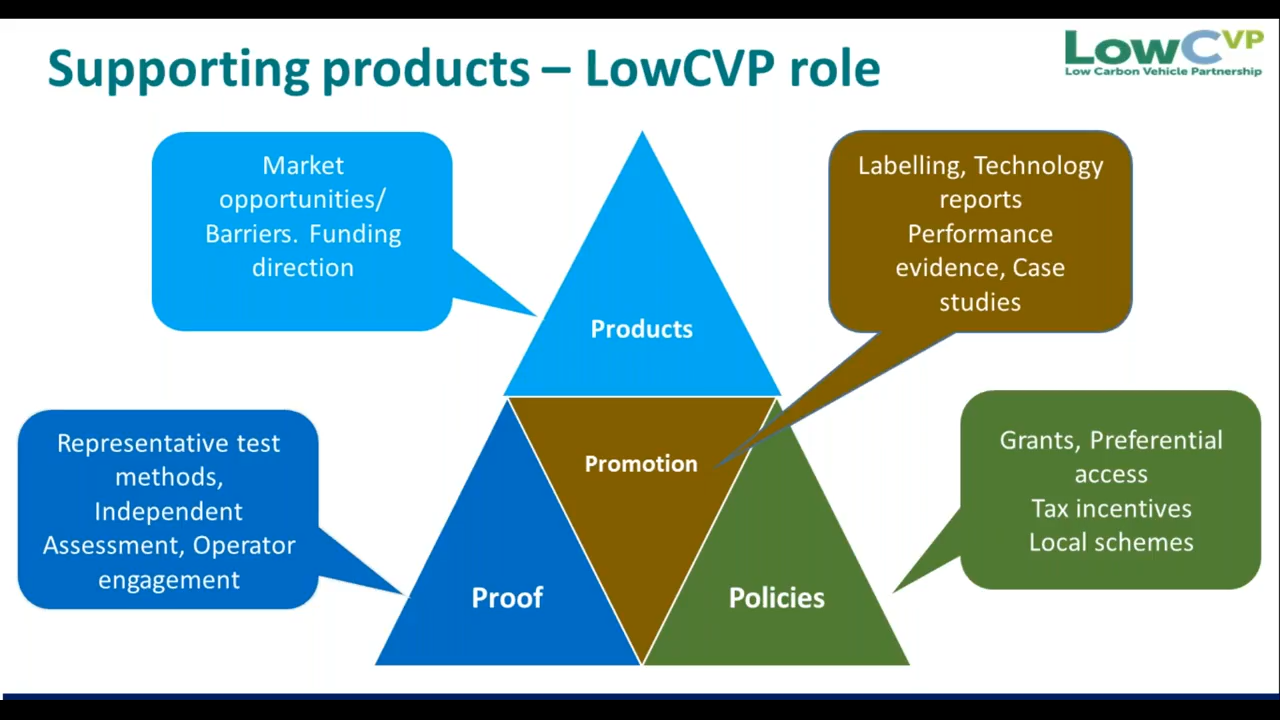 Supporting products – LowCVP role
LowCVP
Low Carbon Vehicle Partnership
Market
opportunities/
Barriers. Funding
direction
Labelling, Technology
reports
Performance
evidence, Case
studies
Products
Promotion
Representative test
methods,
Independent
Assessment, Operator
engagement
Grants, Preferential
access
Tax incentives
Local schemes
Proof
Policies